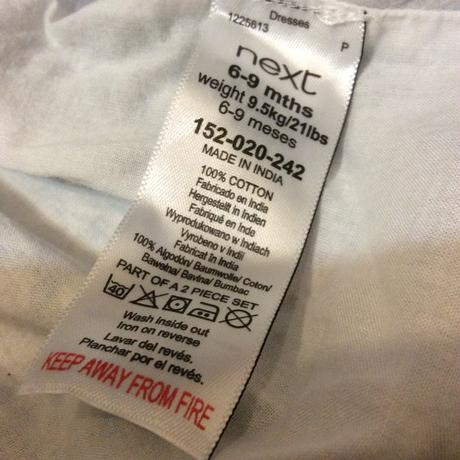 Dresses
1225613
P
next
6-9 mths
weight 9.5kg/21lbs
6-9 meses
152-020-242
MADE IN INDIA
100% COTTON
Fabricado en India
Hergestellt in Indien
Fabriqué en Inde
Wyprodukowano w Indiach
Vyrobeno v Indii
Fabricat în India
100% Algodón/ Baumwolle/ Coton/
Bawełna/ Bavlna/ Bumbac
PART OF A 2 PIECE SET
40
Wash inside out
Iron on reverse
Lavar del revés.
Planchar por el revés.
KEEP AWAY FROM FIRE